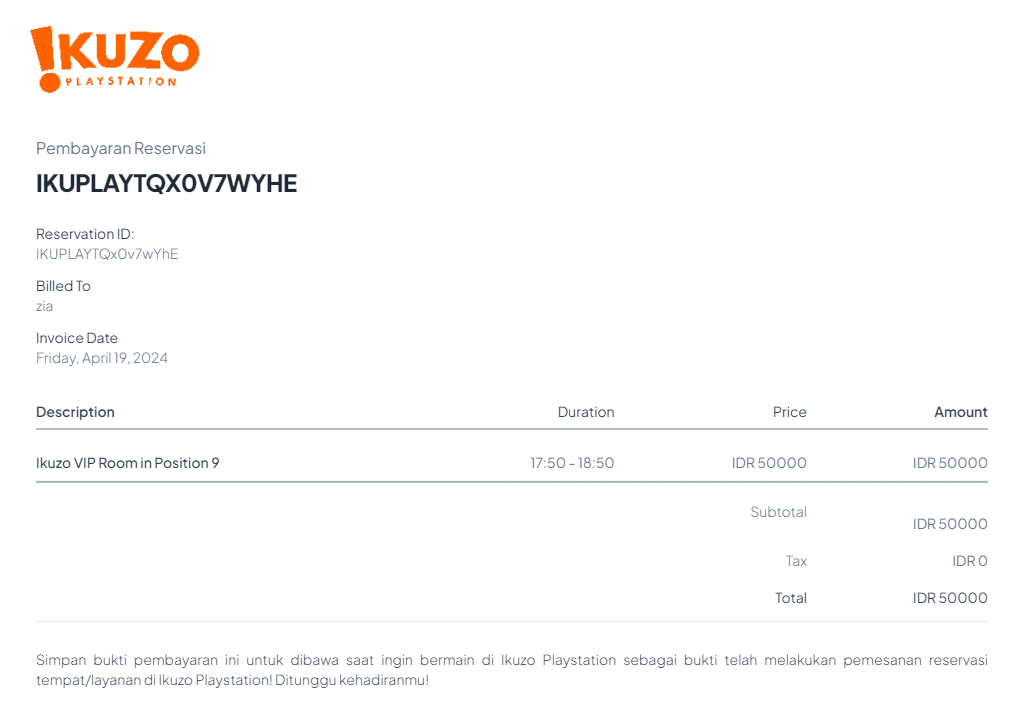 !KUZO
PLAYSTATION
Pembayaran Reservasi
IKUPLAYTQX0V7WYHE
Reservation ID:
IKUPLAYTQx0v7wYhE
Billed To
zia
Invoice Date
Friday, April 19, 2024
Description Duration Price Amount
Ikuzo VIP Room in Position 9 17:50 - 18:50 IDR 50000 IDR 50000
Subtotal IDR 50000
Tax IDR 0
Total IDR 50000
Simpan bukti pembayaran ini untuk dibawa saat ingin bermain di Ikuzo Playstation sebagai bukti telah melakukan pemesanan reservasi
tempat/layanan di Ikuzo Playstation! Ditunggu kehadiranmu!